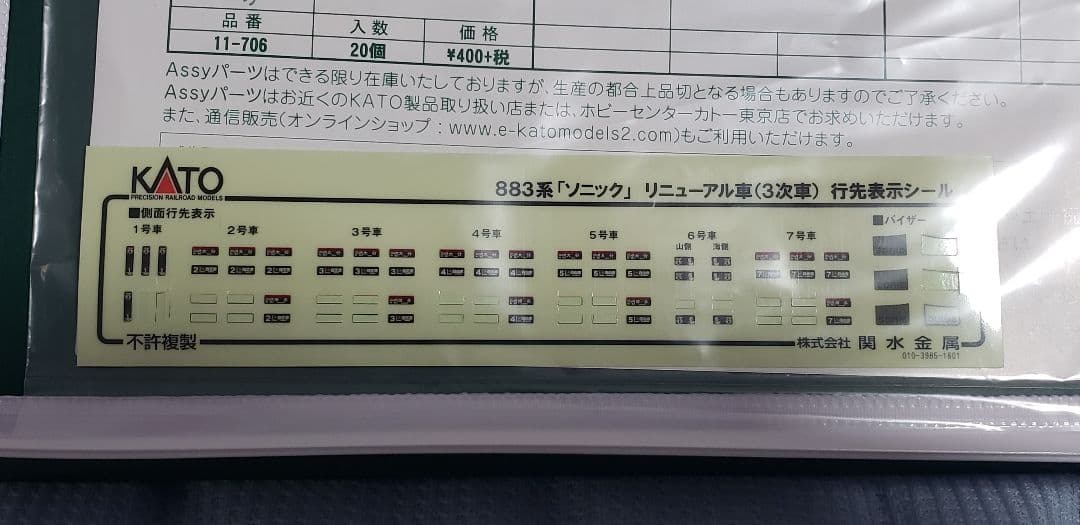 品番 入数 価格
11-706 20個 ¥400+税
Assyパーツはできる限り在庫いたしておりますが、生産の都合上品切となる場合もありますのでご了承ください。
Assyパーツはお近くのKATO製品取り扱い店または、ホビーセンターカトー東京店でお求めいただけます。
また、通信販売(オンラインショップ：www.e-katomodels2.com)もご利用いただけます。
KATO
PRECISION RAILROAD MODELS
883系「ソニック」 リニューアル車(3次車) 行先表示シール
■側面行先表示
■バイザー
1号車 2号車 3号車 4号車 5号車 6号車 7号車
山側 海側
不許複製
株式会社 関水金属
010-3985-1601